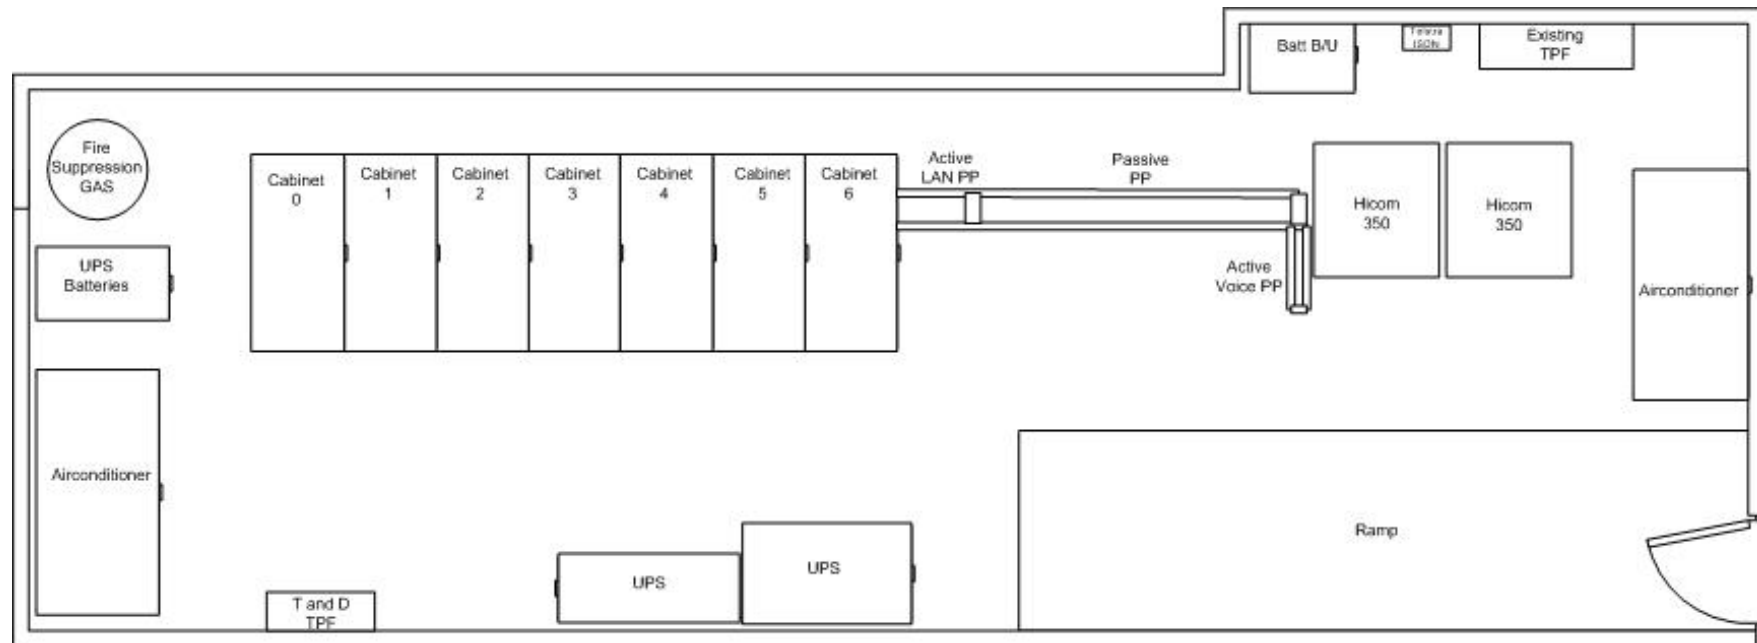 Batt B/U
ISDN
Existing
TPF
Fire
Suppression
GAS
Cabinet
0
Cabinet
1
Cabinet
2
Cabinet
3
Cabinet
4
Cabinet
5
Cabinet
6
Active
LAN PP
Passive
PP
Hicom
350
Hicom
350
UPS
Batteries
Active
Voice PP
Airconditioner
Airconditioner
Ramp
UPS
UPS
T and D
TPF